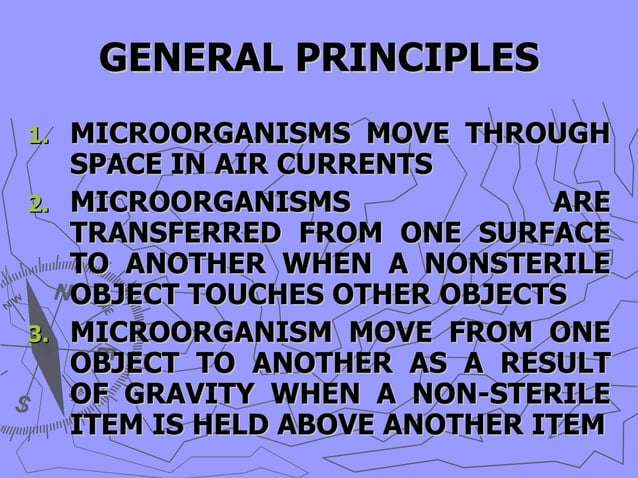 GENERAL PRINCIPLES
1. MICROORGANISMS MOVE THROUGH
SPACE IN AIR CURRENTS
2. MICROORGANISMS ARE
TRANSFERRED FROM ONE SURFACE
TO ANOTHER WHEN A NONSTERILE
OBJECT TOUCHES OTHER OBJECTS
3. MICROORGANISM MOVE FROM ONE
OBJECT TO ANOTHER AS A RESULT
OF GRAVITY WHEN A NON-STERILE
ITEM IS HELD ABOVE ANOTHER ITEM
NW
N
S